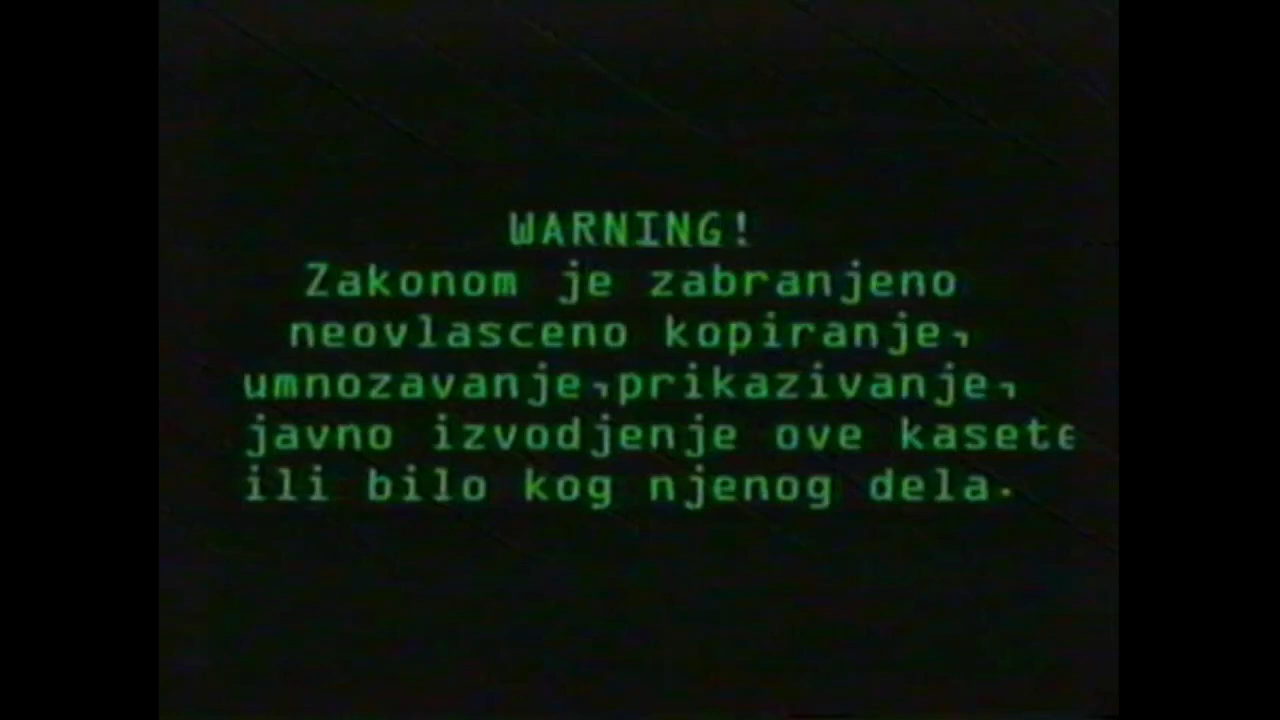 WARNING!
Zakonom je zabranjeno
neovlasceno kopiranje,
umnozavanje,prikazivanje,
javno izvodjenje ove kasete
ili bilo kog njenog dela.